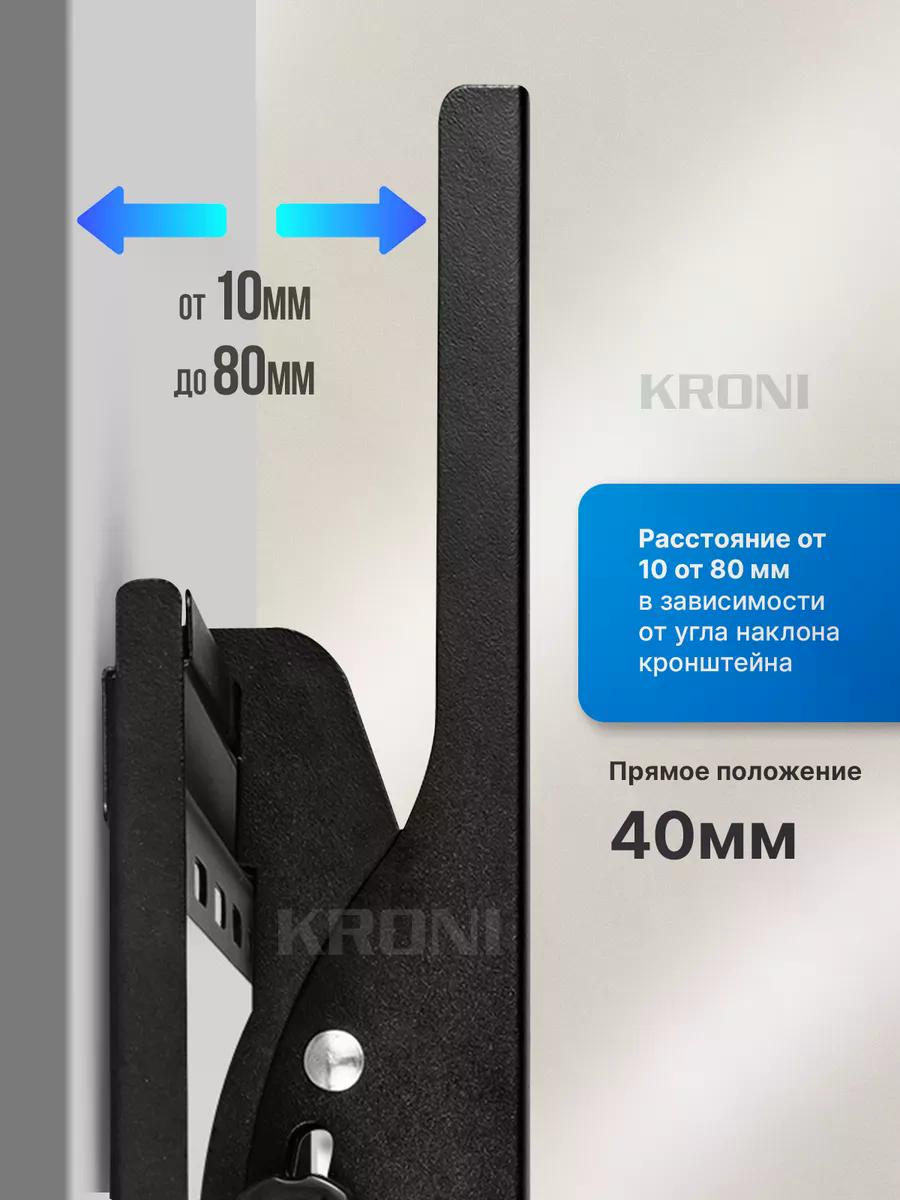 от 10мм
до 80мм
KRONI
Расстояние от
10 от 80 мм
в зависимости
от угла наклона
кронштейна
Прямое положение
40мм
KRONI